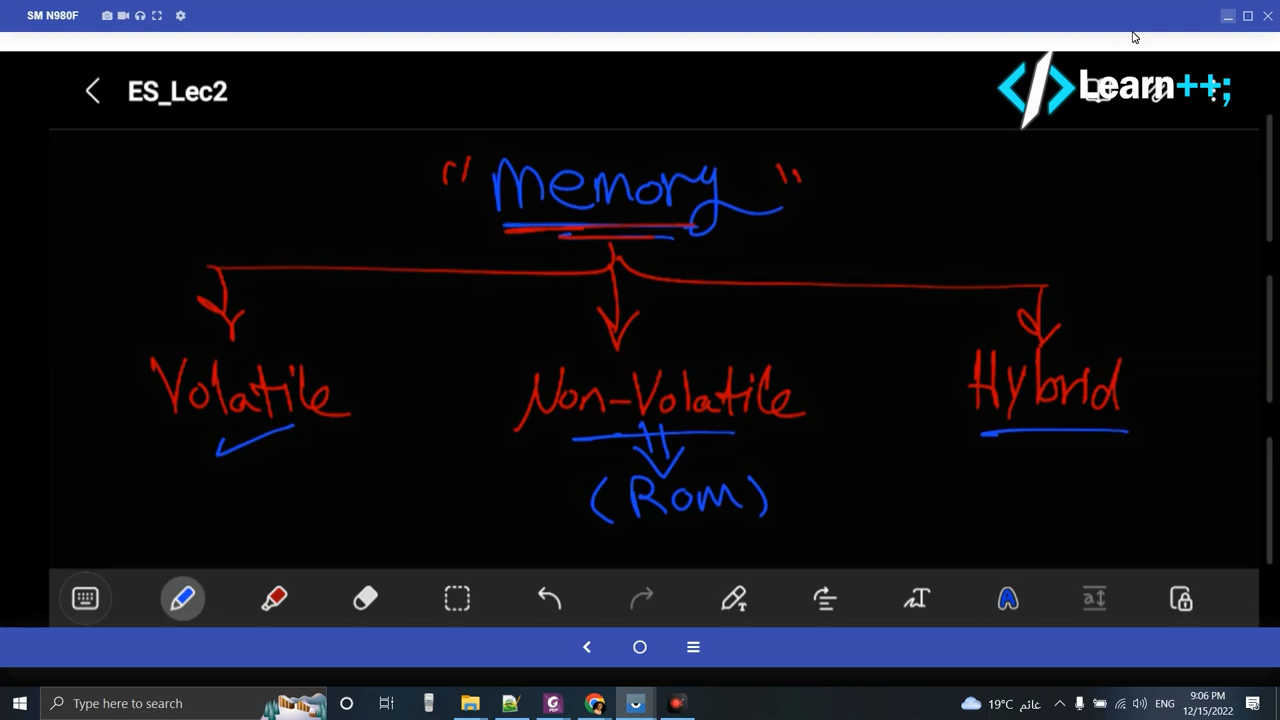 SM N980F
ES_Lec2
Learn++;
"Memory"
Volatile
Non-Volatile
Hybrid
(Rom)
Type here to search
19°C غائم
ENG
9:06 PM
12/15/2022